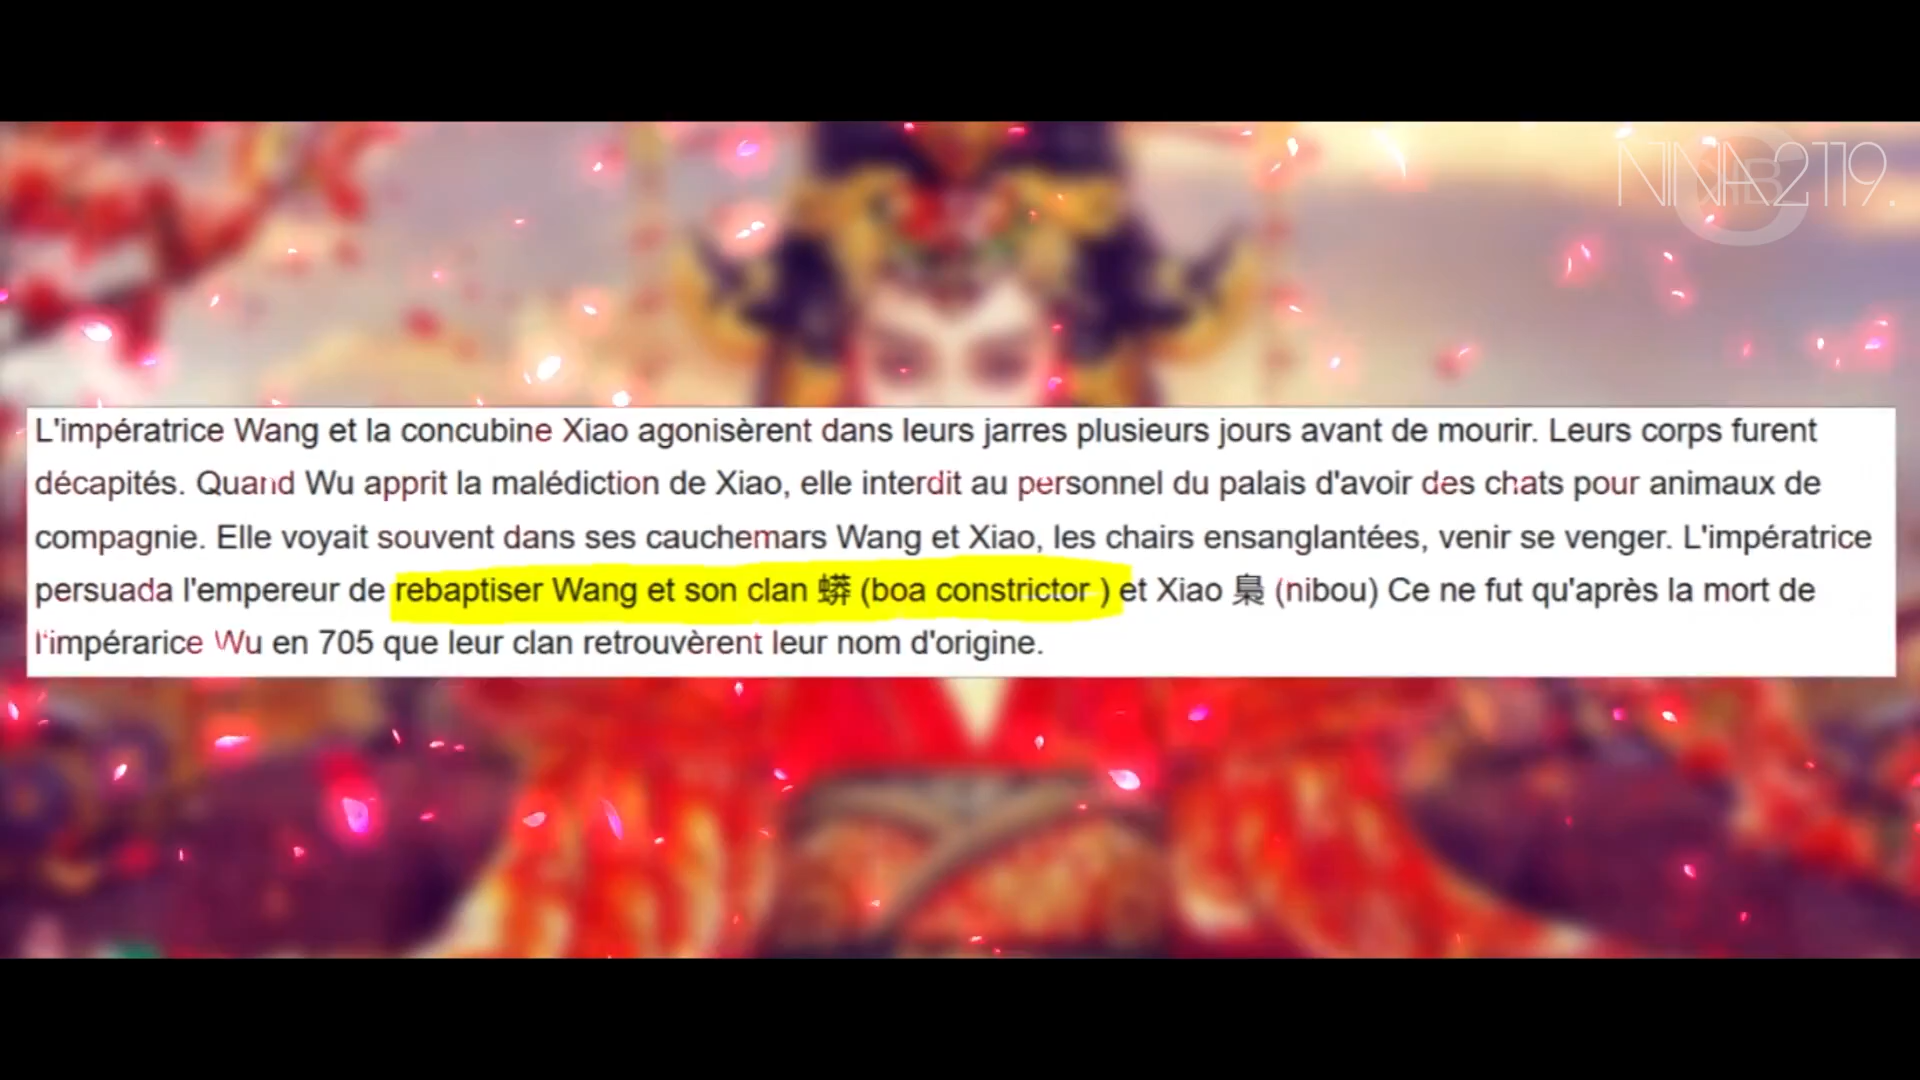 NINA2119.
L'impératrice Wang et la concubine Xiao agonisèrent dans leurs jarres plusieurs jours avant de mourir. Leurs corps furent
décapités. Quand Wu apprit la malédiction de Xiao, elle interdit au personnel du palais d'avoir des chats pour animaux de
compagnie. Elle voyait souvent dans ses cauchemars Wang et Xiao, les chairs ensanglantées, venir se venger. L'impératrice
persuada l'empereur de rebaptiser Wang et son clan 蟒 (boa constrictor ) et Xiao 梟 (nibou) Ce ne fut qu'après la mort de
l'impérarice Wu en 705 que leur clan retrouvèrent leur nom d'origine.